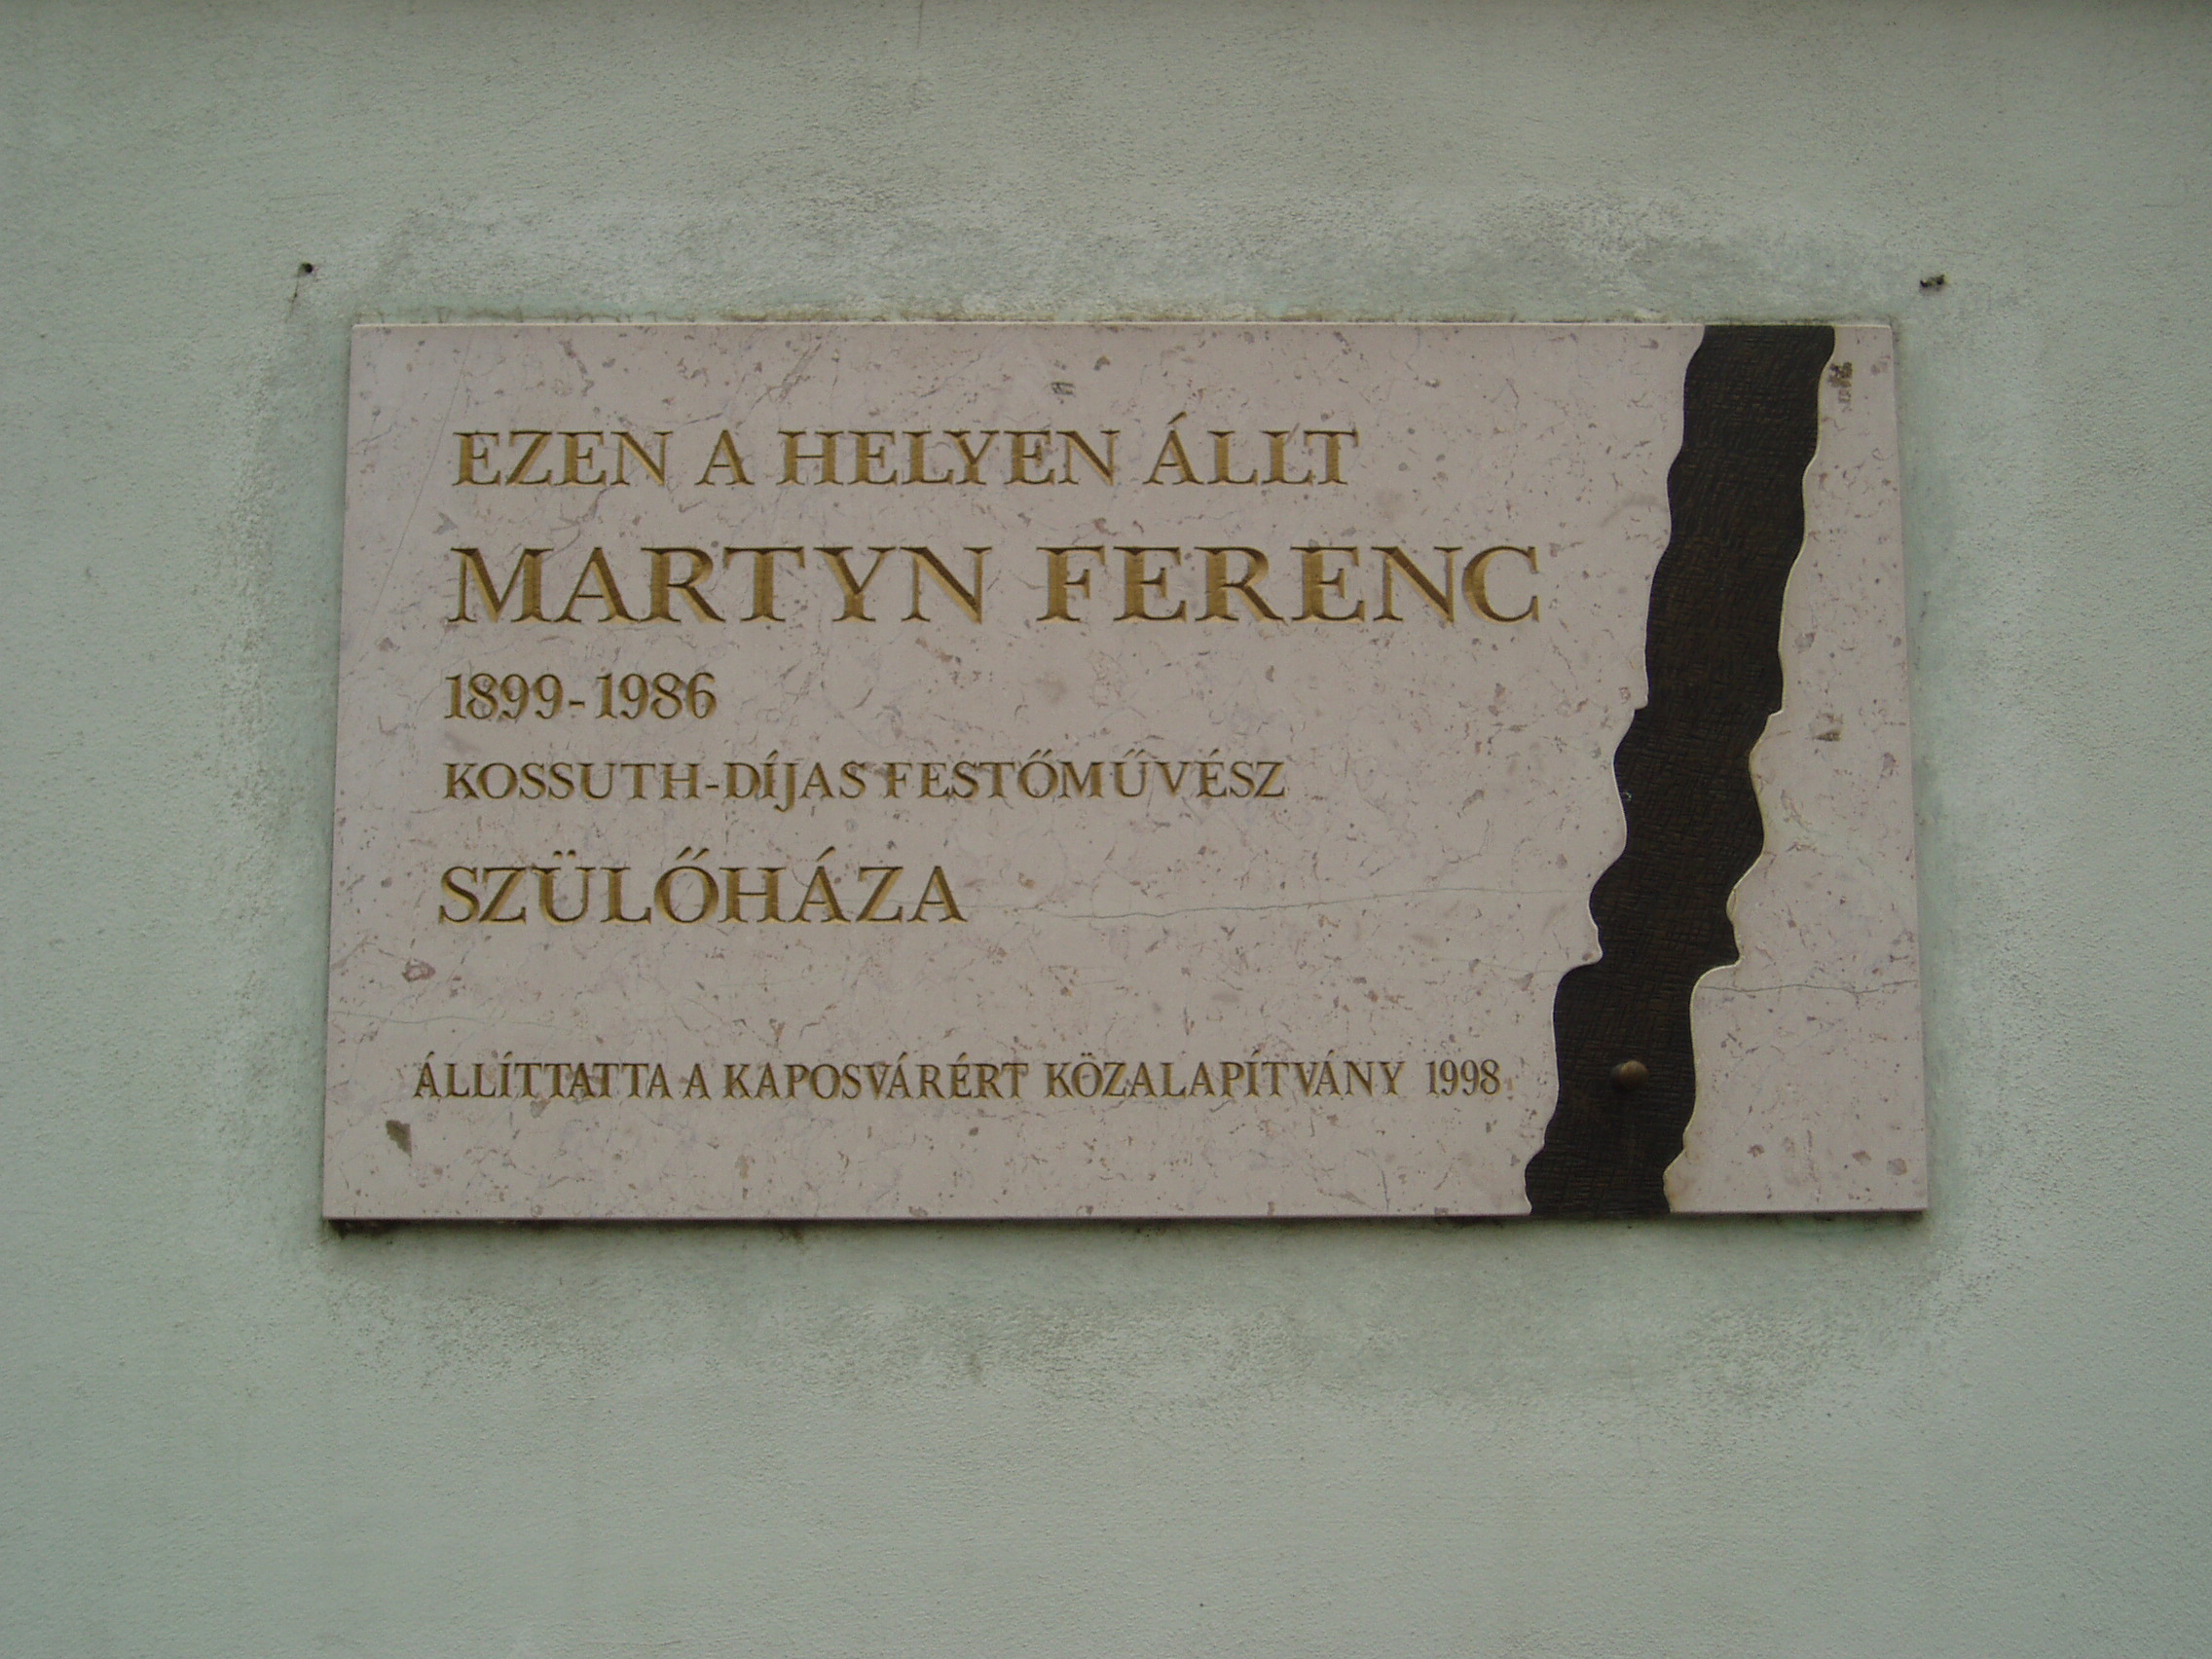 EZEN A HELYEN ÁLLT
MARTYN FERENC
1899-1986
KOSSUTH-DÍJAS FESTŐMŰVÉSZ
SZÜLŐHÁZA
ÁLLÍTTATTA A KAPOSVÁRÉRT KÖZALAPÍTVÁNY 1998